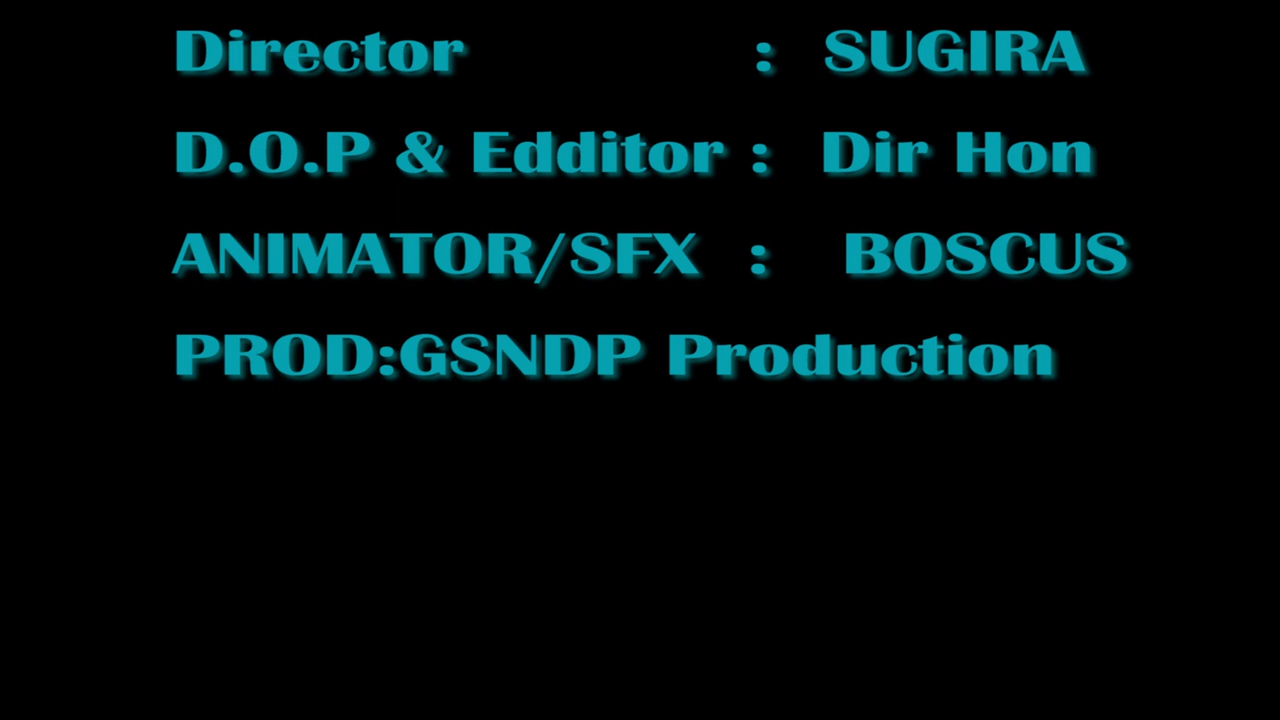 Director : SUGIRA
D.O.P & Edditor : Dir Hon
ANIMATOR/SFX : BOSCUS
PROD:GSNDP Production